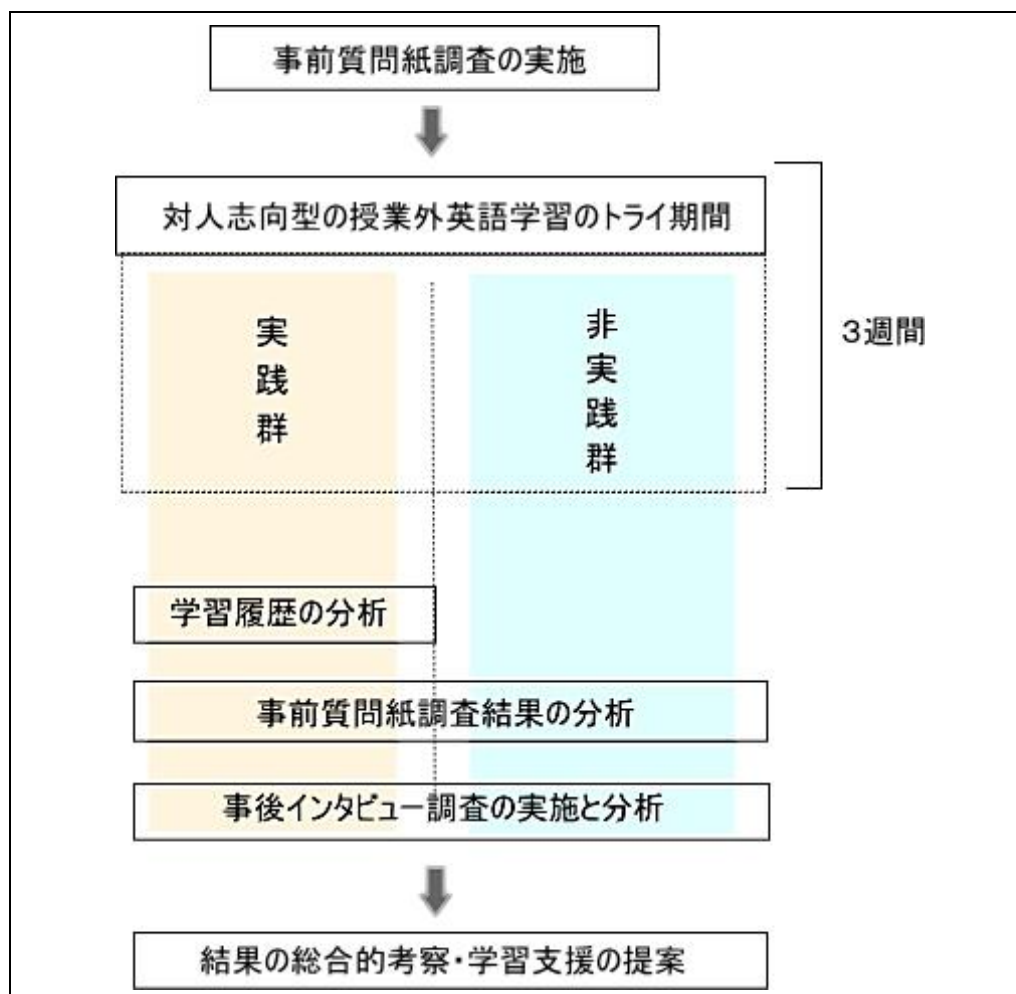 事前質問紙調査の実施
対人志向型の授業外英語学習のトライ期間
実践群
非実践群
3週間
学習履歴の分析
事前質問紙調査結果の分析
事後インタビュー調査の実施と分析
結果の総合的考察・学習支援の提案